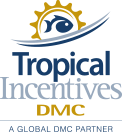 Tropical
Incentives
DMC
A GLOBAL DMC PARTNER